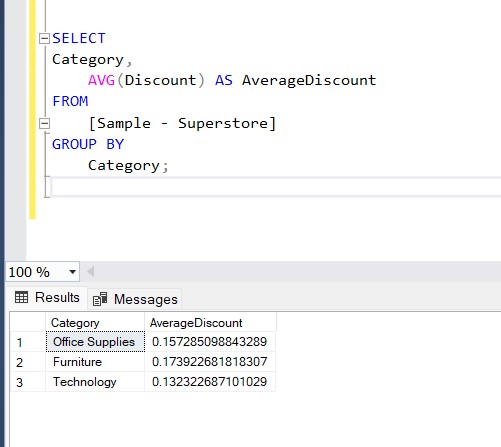 SELECT
Category,
AVG(Discount) AS AverageDiscount
FROM
[Sample - Superstore]
GROUP BY
Category;
100 %
Results Messages
Category AverageDiscount
1 Office Supplies 0.157285098843289
2 Furniture 0.173922681818307
3 Technology 0.132322687101029